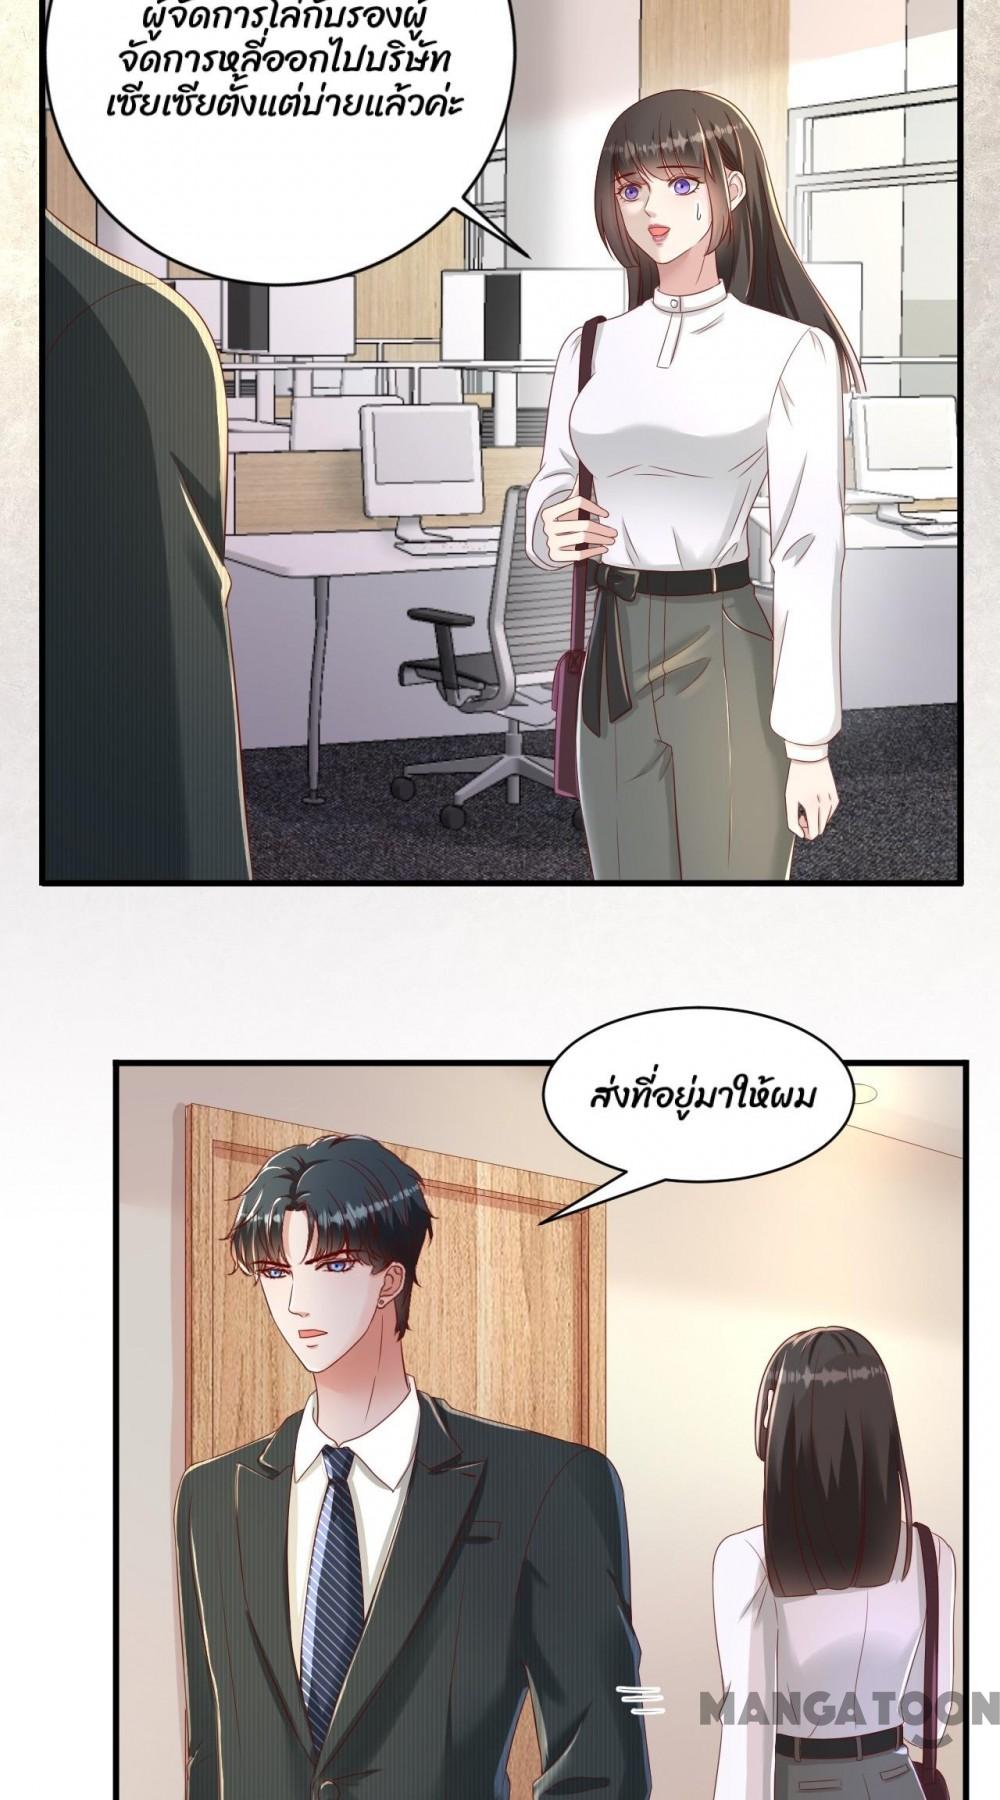 ผู้จัดการโล่กับรองผู้
จัดการหลี่ออกไปบริษัท
เซียเซียตั้งแต่บ่ายแล้วค่ะ
ส่งที่อยู่มาให้ผม
MANGATOON